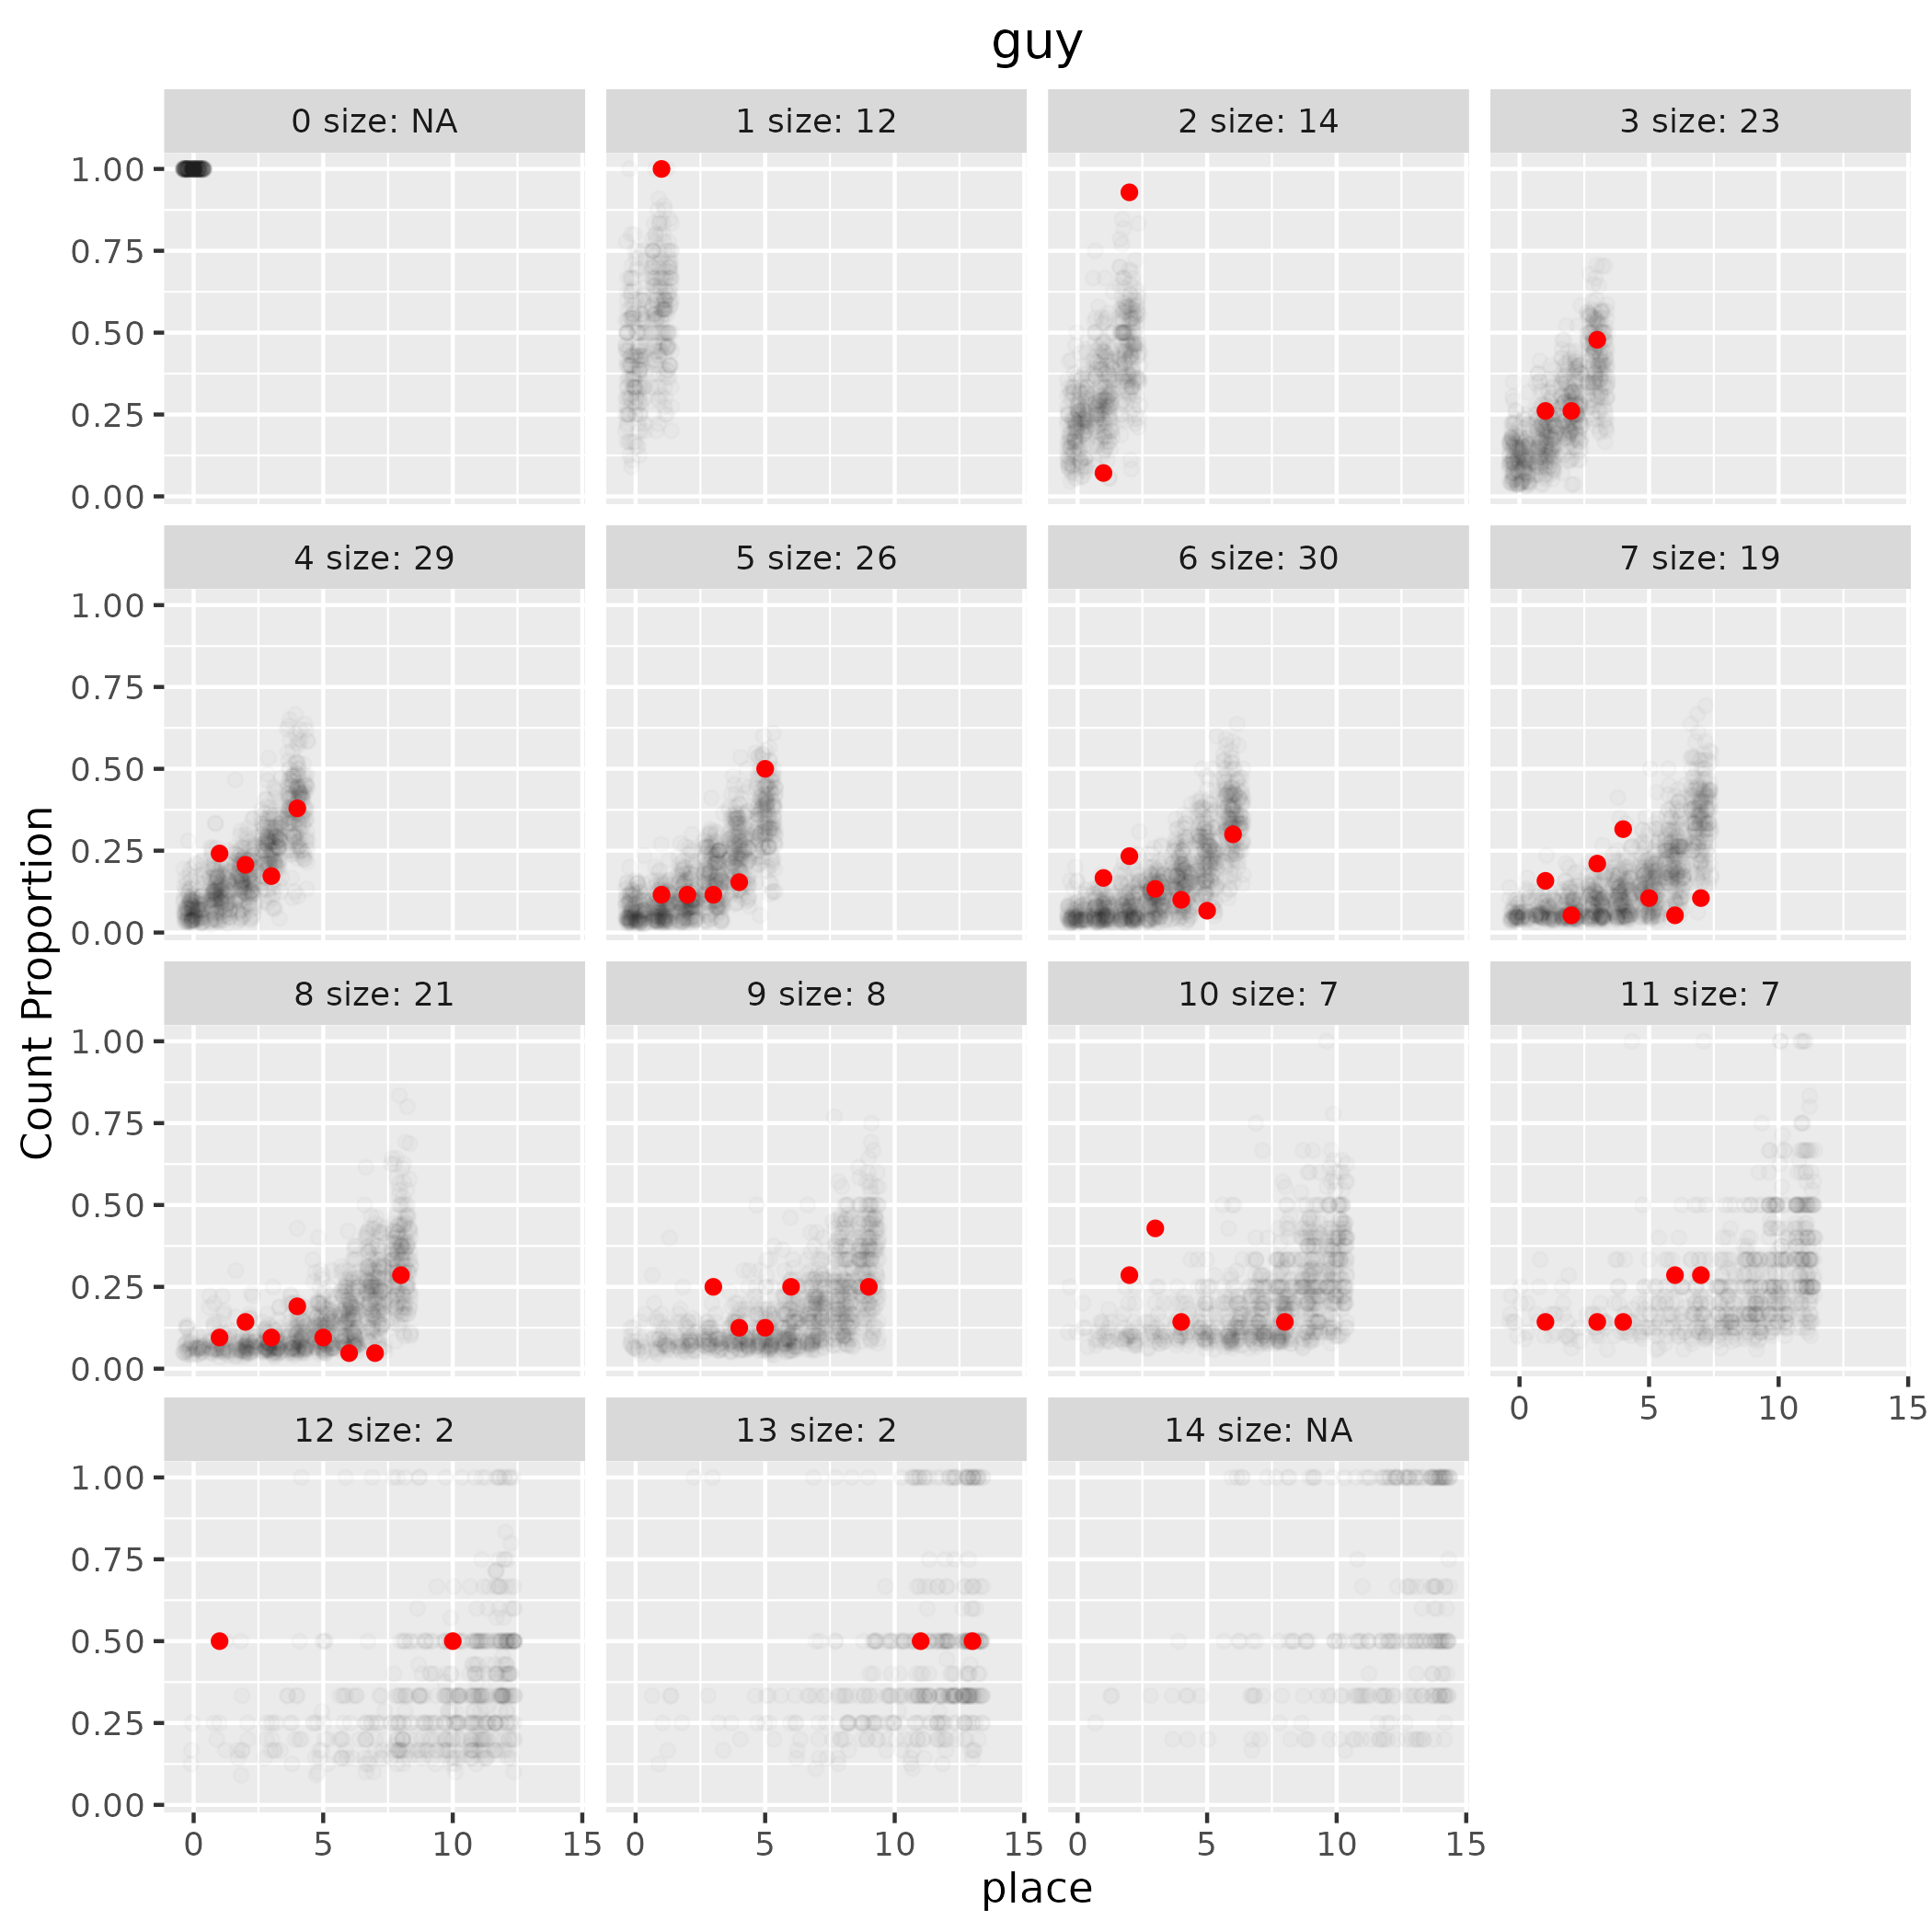 guy
0 size: NA
1 size: 12
2 size: 14
3 size: 23
1.00
0.75
0.50
0.25
0.00
4 size: 29
5 size: 26
6 size: 30
7 size: 19
1.00
0.75
0.50
0.25
0.00
Count Proportion
8 size: 21
9 size: 8
10 size: 7
11 size: 7
1.00
0.75
0.50
0.25
0.00
0 5 10 15
12 size: 2
13 size: 2
14 size: NA
1.00
0.75
0.50
0.25
0.00
0 5 10 15
0 5 10 15
0 5 10 15
place